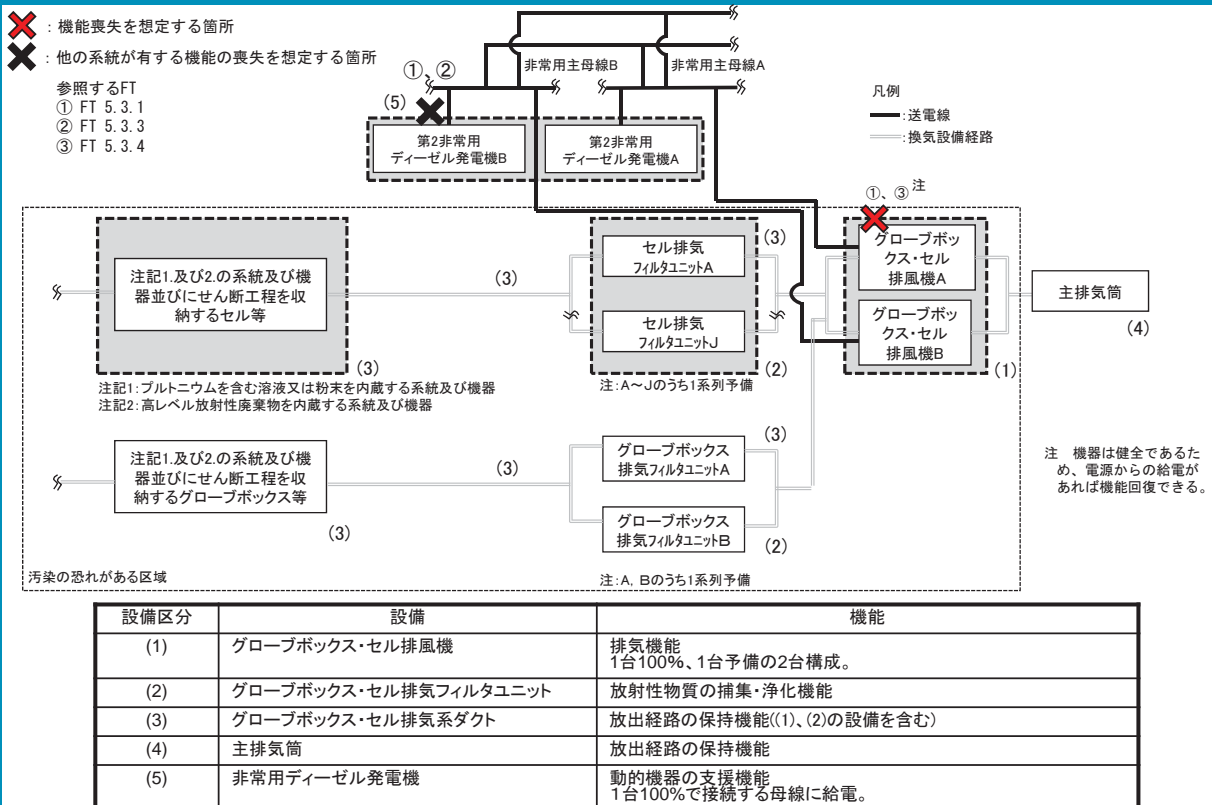 ：機能喪失を想定する箇所
：他の系統が有する機能の喪失を想定する箇所
参照するFT
① FT 5.3.1
② FT 5.3.3
③ FT 5.3.4
①、②
非常用主母線B
非常用主母線A
(5)
第2非常用
ディーゼル発電機B
第2非常用
ディーゼル発電機A
凡例
：送電線
：換気設備経路
①、③注
注記1.及び2.の系統及び機
器並びにせん断工程を収
納するセル等
(3)
(3)
セル排気
フィルタユニットA
(3)
セル排気
フィルタユニットJ
(2)
注：A～Jのうち1系列予備
グローブボッ
クス・セル
排風機A
グローブボッ
クス・セル
排風機B
(1)
主排気筒
(4)
注記1：プルトニウムを含む溶液又は粉末を内蔵する系統及び機器
注記2：高レベル放射性廃棄物を内蔵する系統及び機器
注記1.及び2.の系統及び機
器並びにせん断工程を収
納するグローブボックス等
(3)
(3)
グローブボックス
排気フィルタユニットA
(3)
グローブボックス
排気フィルタユニットB
(2)
注：A, Bのうち1系列予備
注　機器は健全であるた
め、電源からの給電が
あれば機能回復できる。
汚染の恐れがある区域
設備区分 設備 機能
(1) グローブボックス・セル排風機 排気機能
1台100%、1台予備の2台構成。
(2) グローブボックス・セル排気フィルタユニット 放射性物質の捕集・浄化機能
(3) グローブボックス・セル排気系ダクト 放出経路の保持機能((1)、(2)の設備を含む)
(4) 主排気筒 放出経路の保持機能
(5) 非常用ディーゼル発電機 動的機器の支援機能
1台100%で接続する母線に給電。